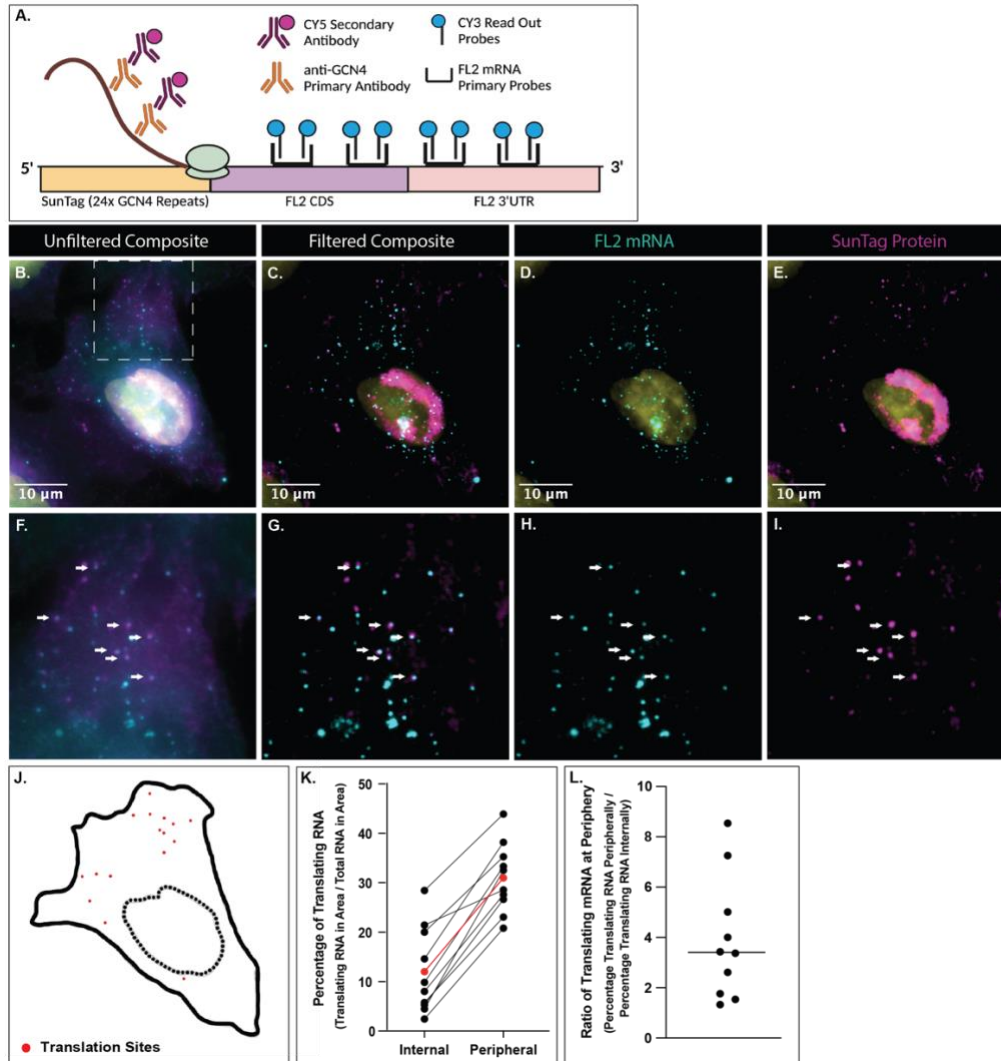 A.
CY5 Secondary
Antibody
CY3 Read Out
Probes
anti-GCN4
Primary Antibody
FL2 mRNA
Primary Probes
5'
3'
SunTag (24x GCN4 Repeats)
FL2 CDS
FL2 3'UTR
Unfiltered Composite
Filtered Composite
FL2 mRNA
SunTag Protein
B.
C.
D.
E.
10 µm
10 µm
10 µm
10 µm
F.
G.
H.
I.
J.
Translation Sites
K.
Percentage of Translating RNA
(Translating RNA in Area / Total RNA in Area)
50
40
30
20
10
0
Internal
Peripheral
L.
Ratio of Translating mRNA at Periphery
(Percentage Translating RNA Peripherally /
Percentage Translating RNA Internally)
10
8
6
4
2
0